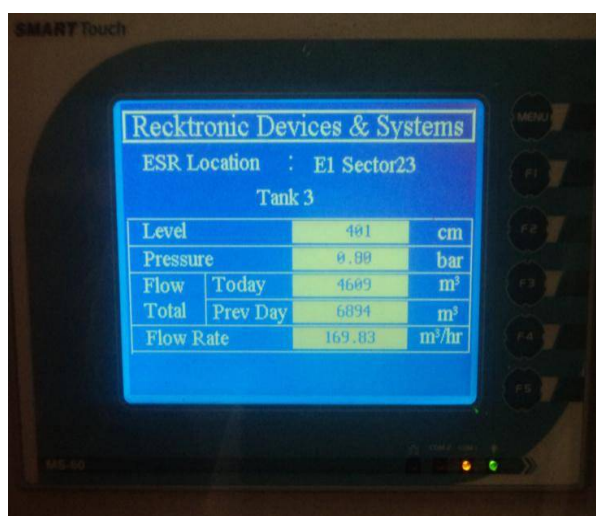 SMART Touch
Recktronic Devices & Systems
ESR Location : E1 Sector23
Tank 3
Level 401 cm
Pressure 0.80 bar
Flow Total Today 4609 m³
Prev Day 6894 m³
Flow Rate 169.83 m³/hr
MENU
F1
F2
F3
F4
F5